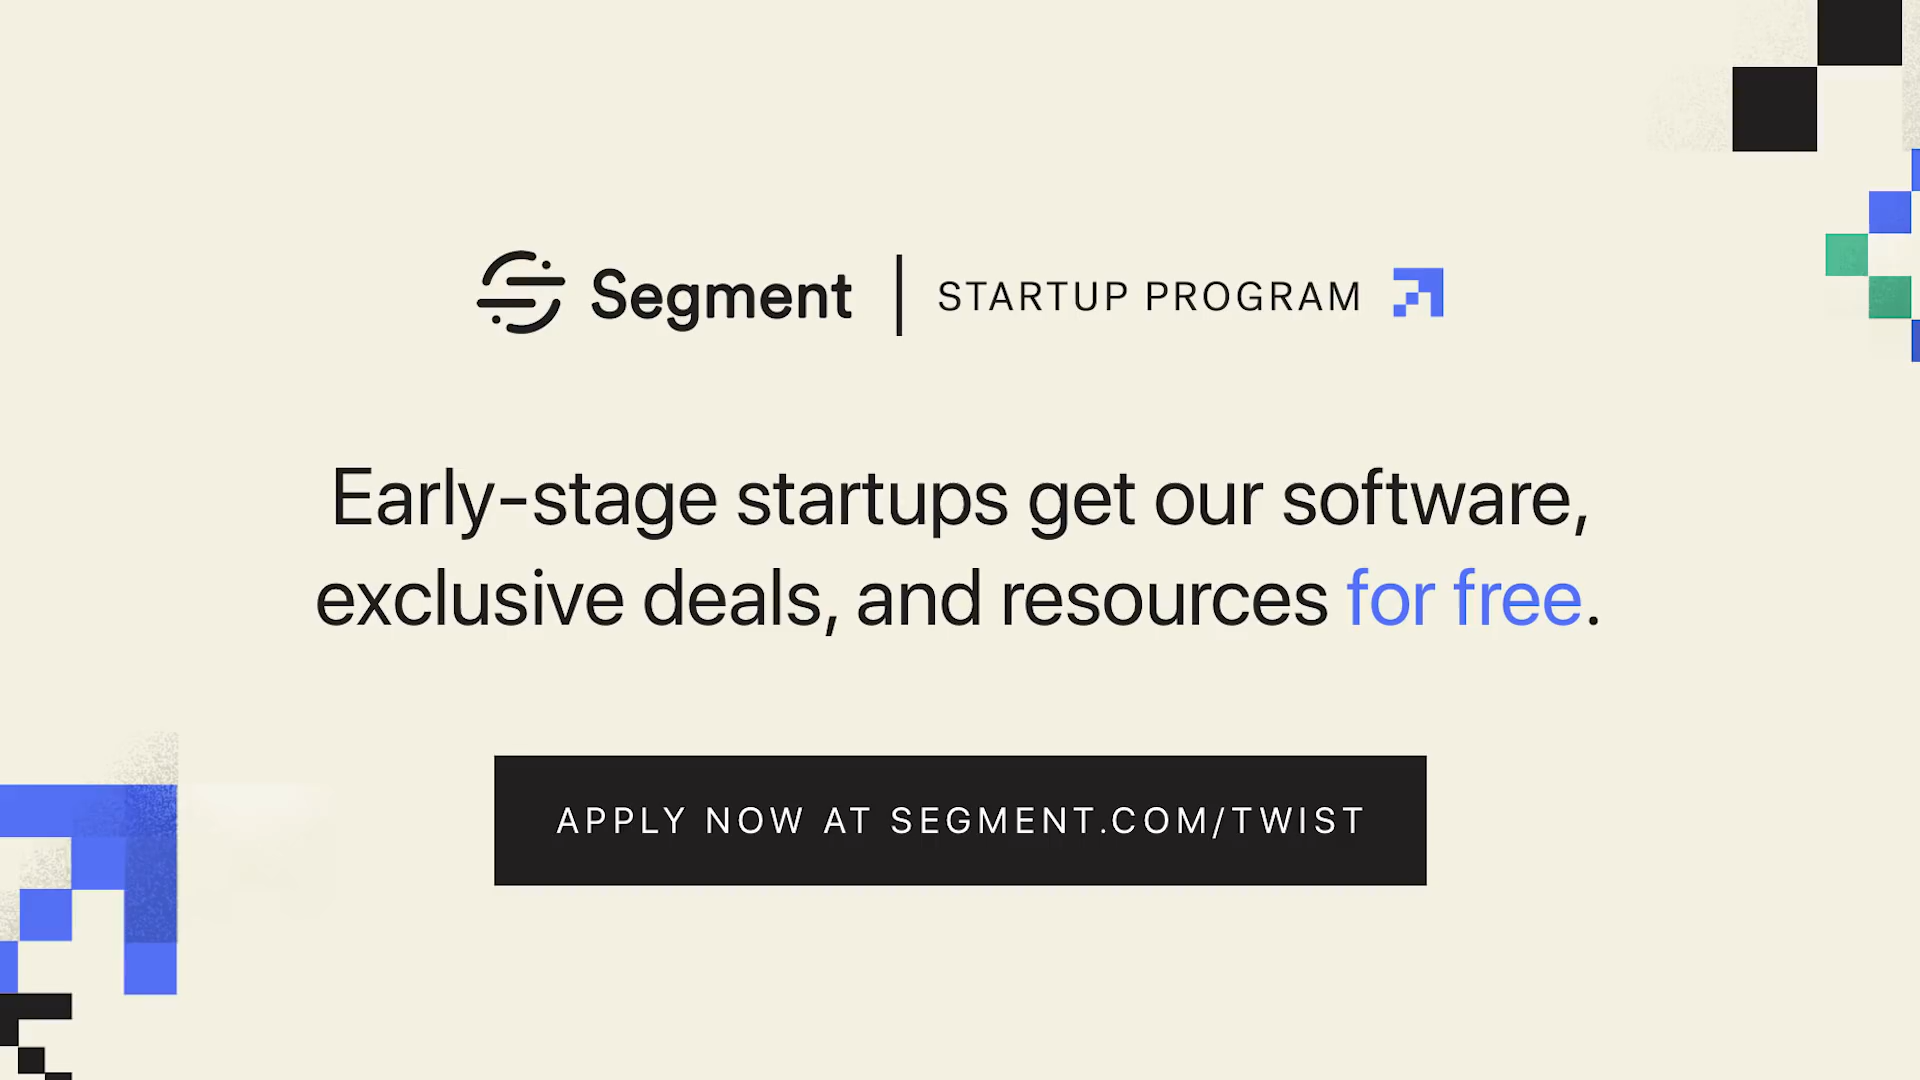 Segment | STARTUP PROGRAM
Early-stage startups get our software,
exclusive deals, and resources for free.
APPLY NOW AT SEGMENT.COM/TWIST